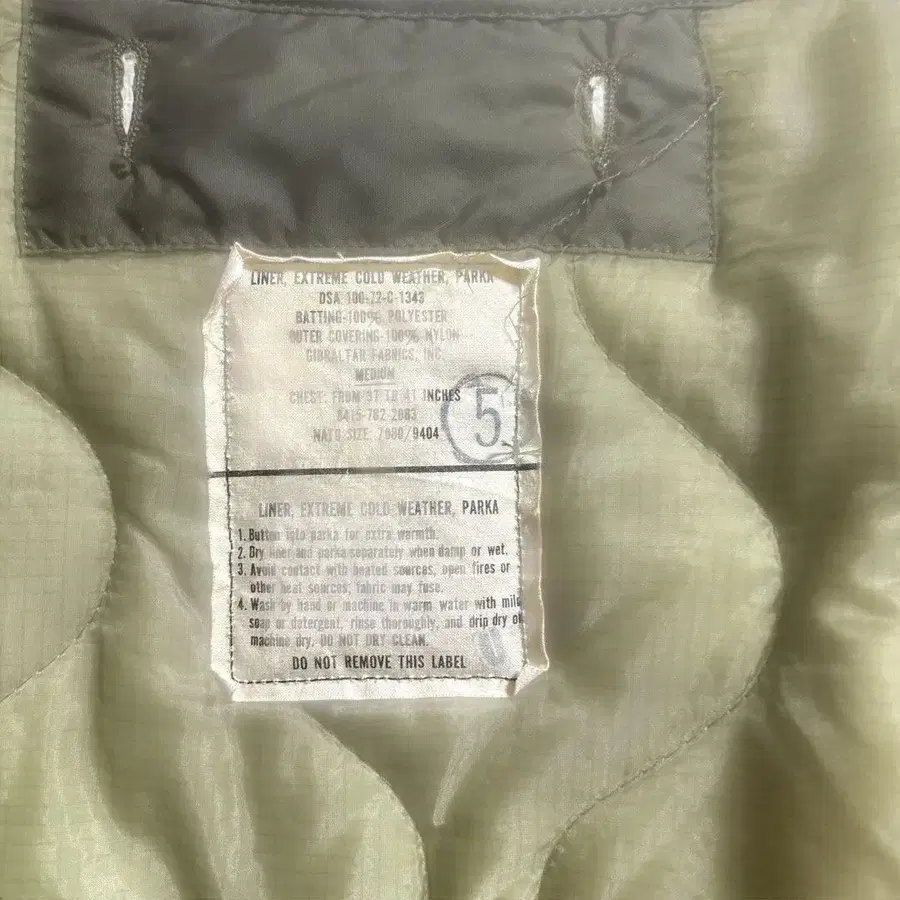 LINER, EXTREME COLD WEATHER, PARKA
DSA 100-72-C-1343
BATTING-100% POLYESTER
OUTER COVERING-100% NYLON
GIBRALTAR FABRICS, INC.
MEDIUM
CHEST: FROM 37 TO 41 INCHES
8415-782-2883
NATO SIZE: 7080/9404
5
LINER, EXTREME COLD WEATHER, PARKA
1. Button into parka for extra warmth.
2. Dry liner and parka separately when damp or wet.
3. Avoid contact with heated sources, open fires or
other heat sources; fabric may fuse.
4. Wash by hand or machine in warm water with mild
soap or detergent, rinse thoroughly, and drip dry or
machine dry. DO NOT DRY CLEAN.
DO NOT REMOVE THIS LABEL